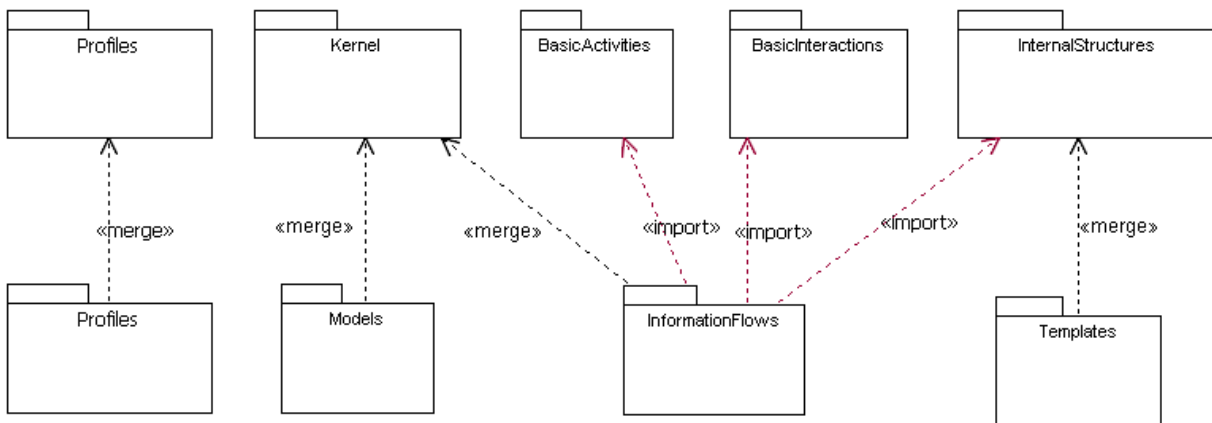 Profiles
Kernel
BasicActivities
BasicInteractions
InternalStructures
«merge»
«merge»
«merge»
«import»
«import»
«import»
«merge»
Profiles
Models
InformationFlows
Templates